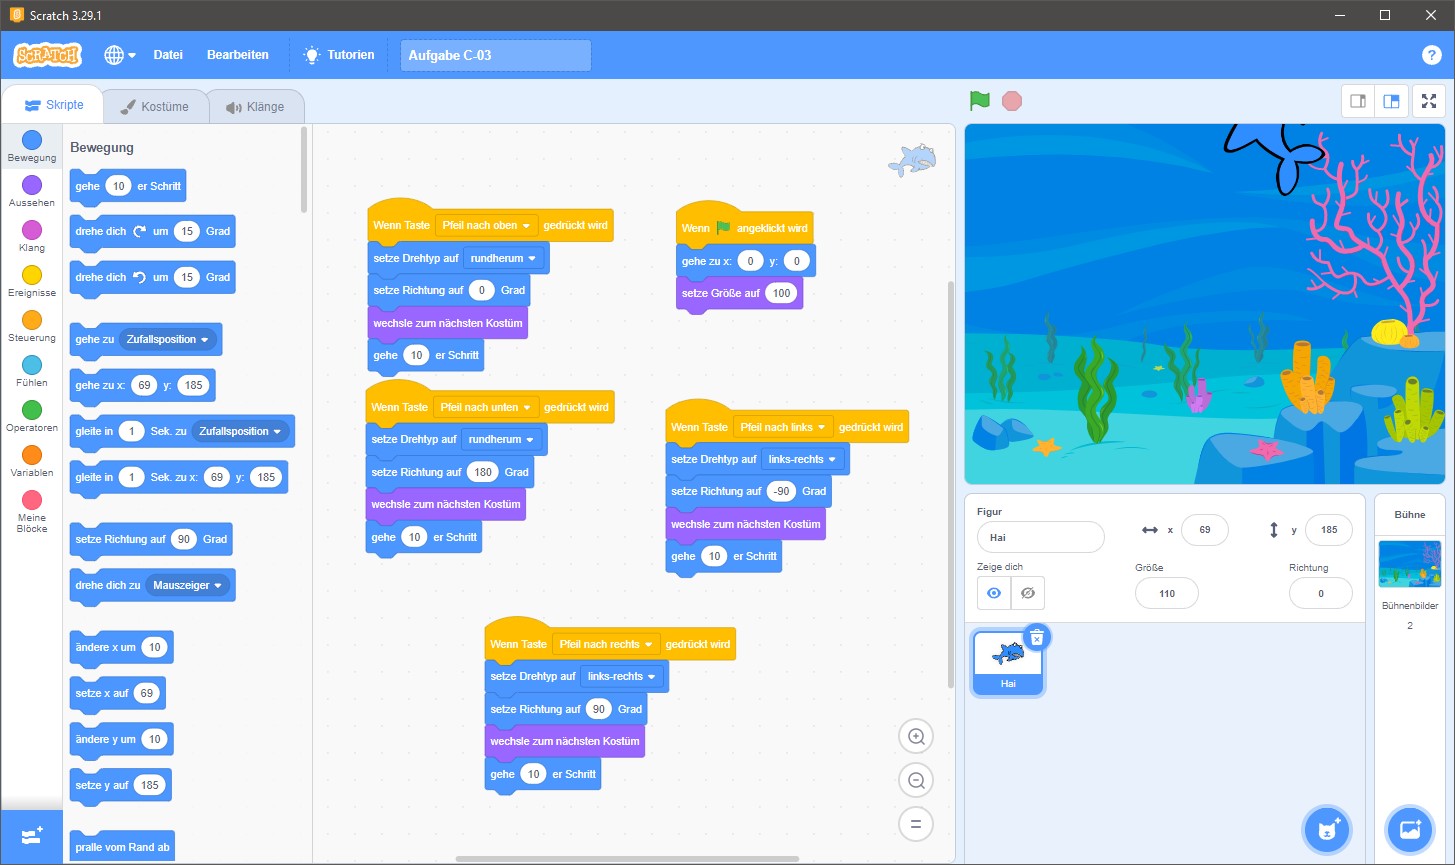 Scratch 3.29.1
SCRATCH
Datei
Bearbeiten
Tutorien
Aufgabe C-03
?
Skripte
Kostüme
Klänge
Bewegung
Aussehen
Klang
Ereignisse
Steuerung
Fühlen
Operatoren
Variablen
Meine
Blöcke
Bewegung
gehe 10 er Schritt
drehe dich um 15 Grad
drehe dich um 15 Grad
gehe zu Zufallsposition
gehe zu x: 69 y: 185
gleite in 1 Sek. zu Zufallsposition
gleite in 1 Sek. zu x: 69 y: 185
setze Richtung auf 90 Grad
drehe dich zu Mauszeiger
ändere x um 10
setze x auf 69
ändere y um 10
setze y auf 185
pralle vom Rand ab
Wenn Taste Pfeil nach oben gedrückt wird
setze Drehtyp auf rundherum
setze Richtung auf 0 Grad
wechsle zum nächsten Kostüm
gehe 10 er Schritt
Wenn Taste Pfeil nach unten gedrückt wird
setze Drehtyp auf rundherum
setze Richtung auf 180 Grad
wechsle zum nächsten Kostüm
gehe 10 er Schritt
Wenn angeklickt wird
gehe zu x: 0 y: 0
setze Größe auf 100
Wenn Taste Pfeil nach links gedrückt wird
setze Drehtyp auf links-rechts
setze Richtung auf -90 Grad
wechsle zum nächsten Kostüm
gehe 10 er Schritt
Wenn Taste Pfeil nach rechts gedrückt wird
setze Drehtyp auf links-rechts
setze Richtung auf 90 Grad
wechsle zum nächsten Kostüm
gehe 10 er Schritt
Figur
Hai
x 69
y 185
Zeige dich
Größe
110
Richtung
0
Hai
Bühne
Bühnenbilder
2